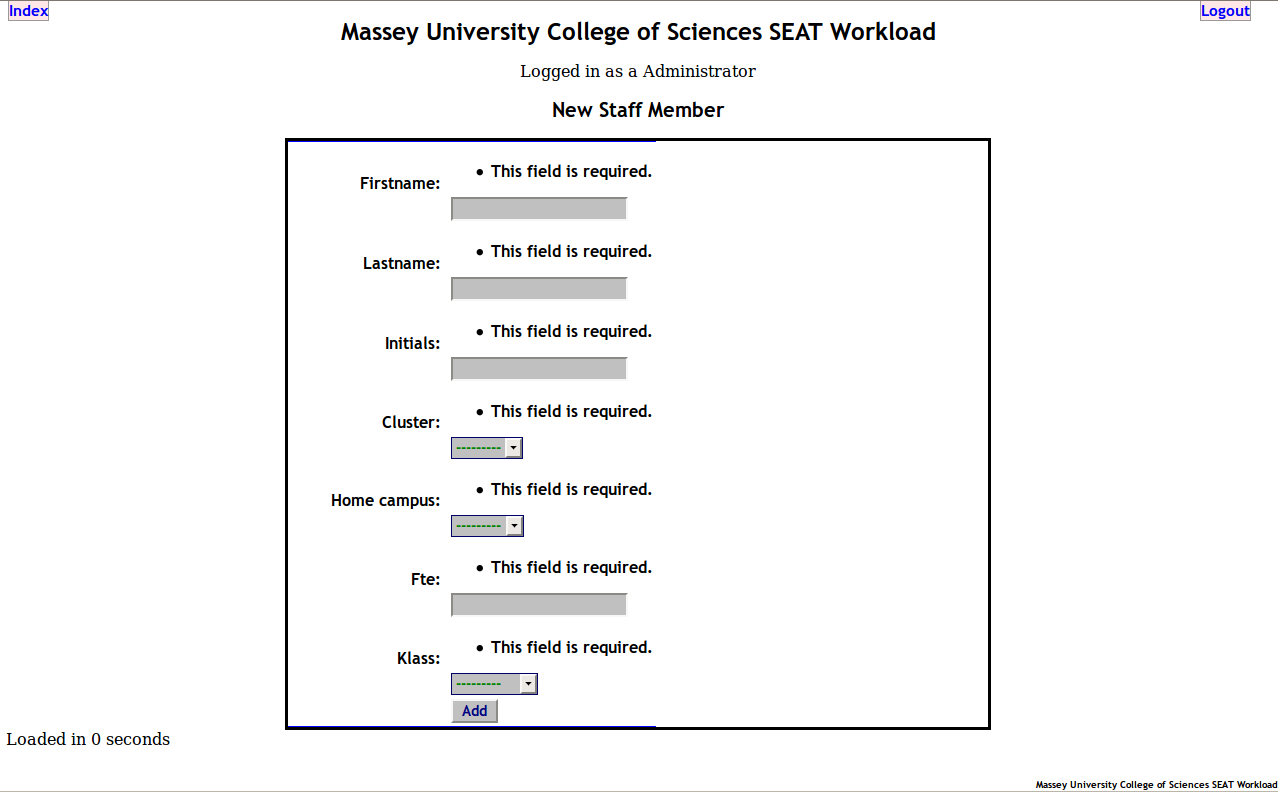 Index
Logout
Massey University College of Sciences SEAT Workload
Logged in as a Administrator
New Staff Member
• This field is required.
Firstname:
• This field is required.
Lastname:
• This field is required.
Initials:
• This field is required.
Cluster:
---------
• This field is required.
Home campus:
---------
• This field is required.
Fte:
• This field is required.
Klass:
---------
Add
Loaded in 0 seconds
Massey University College of Sciences SEAT Workload